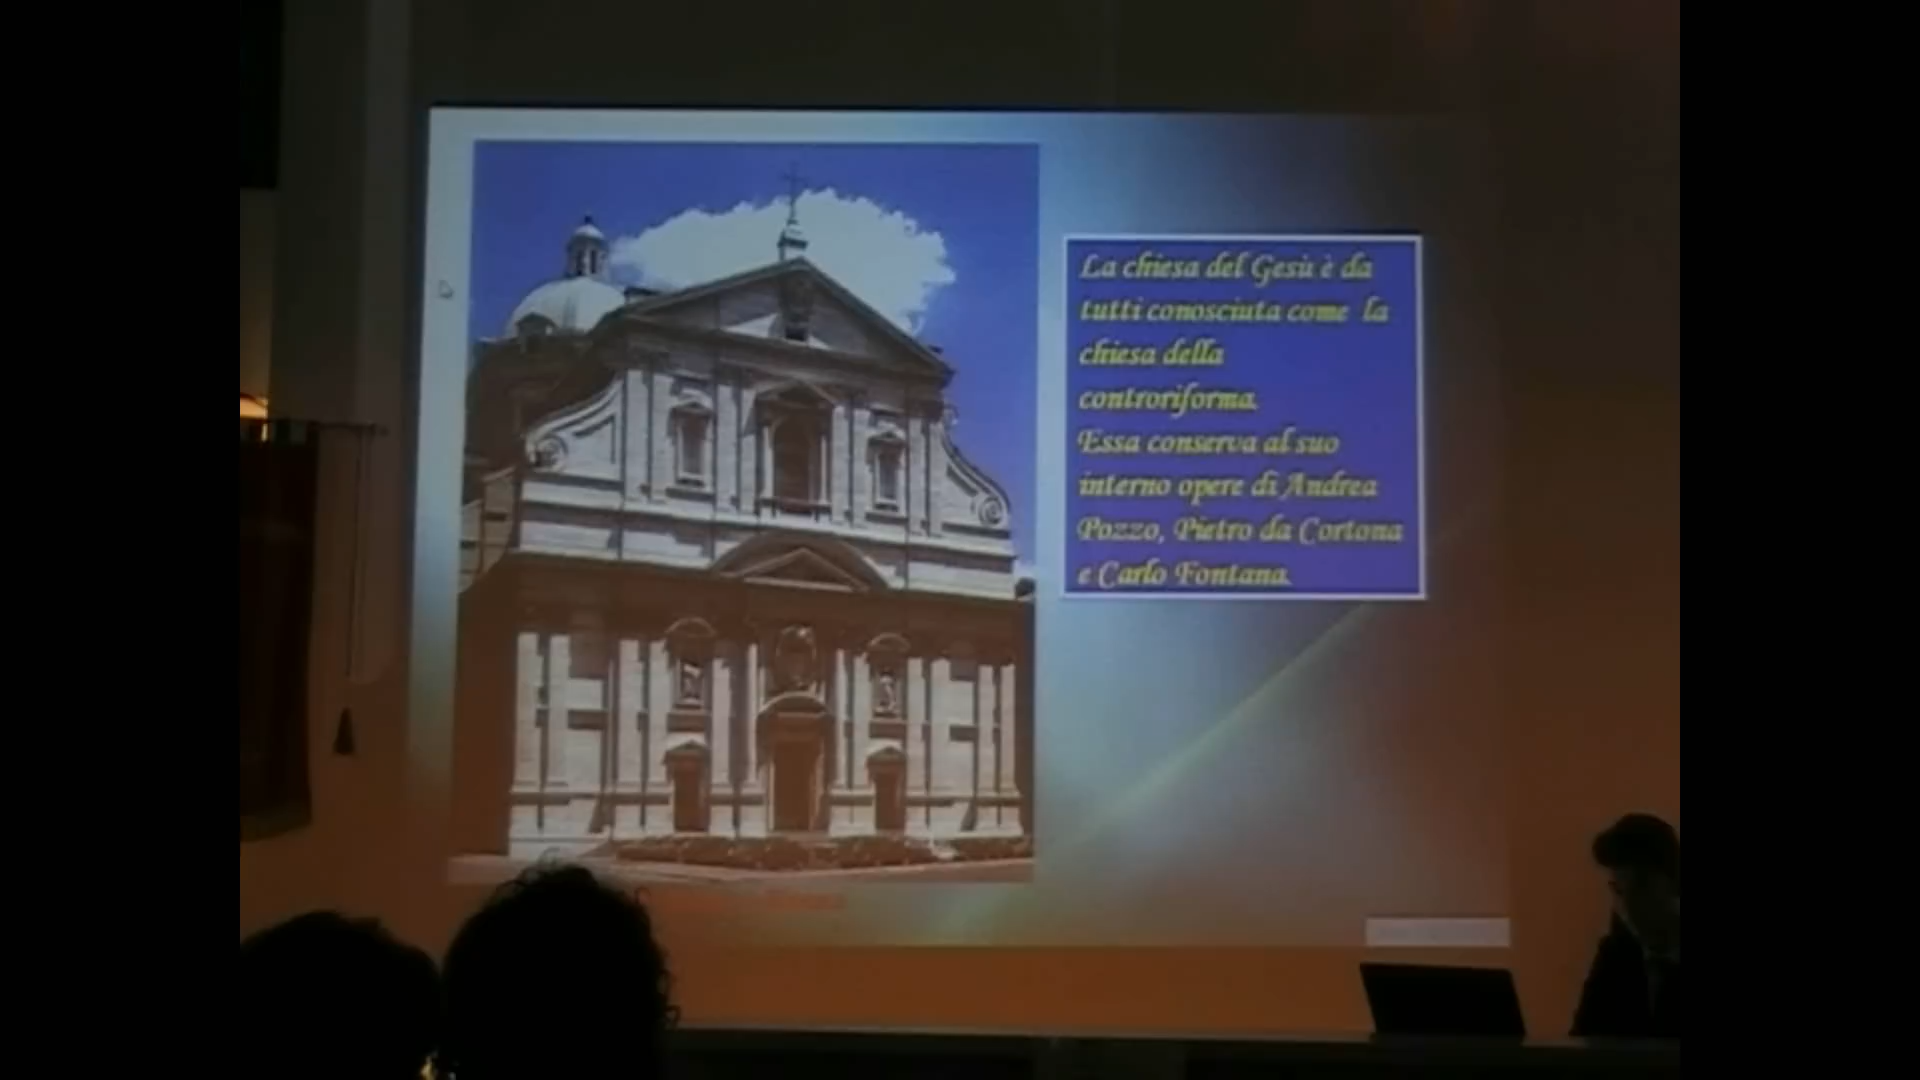 La chiesa del Gesù è da
tutti conosciuta come la
chiesa della
controriforma.
Essa conserva al suo
interno opere di Andrea
Pozzo, Pietro da Cortona
e Carlo Fontana.